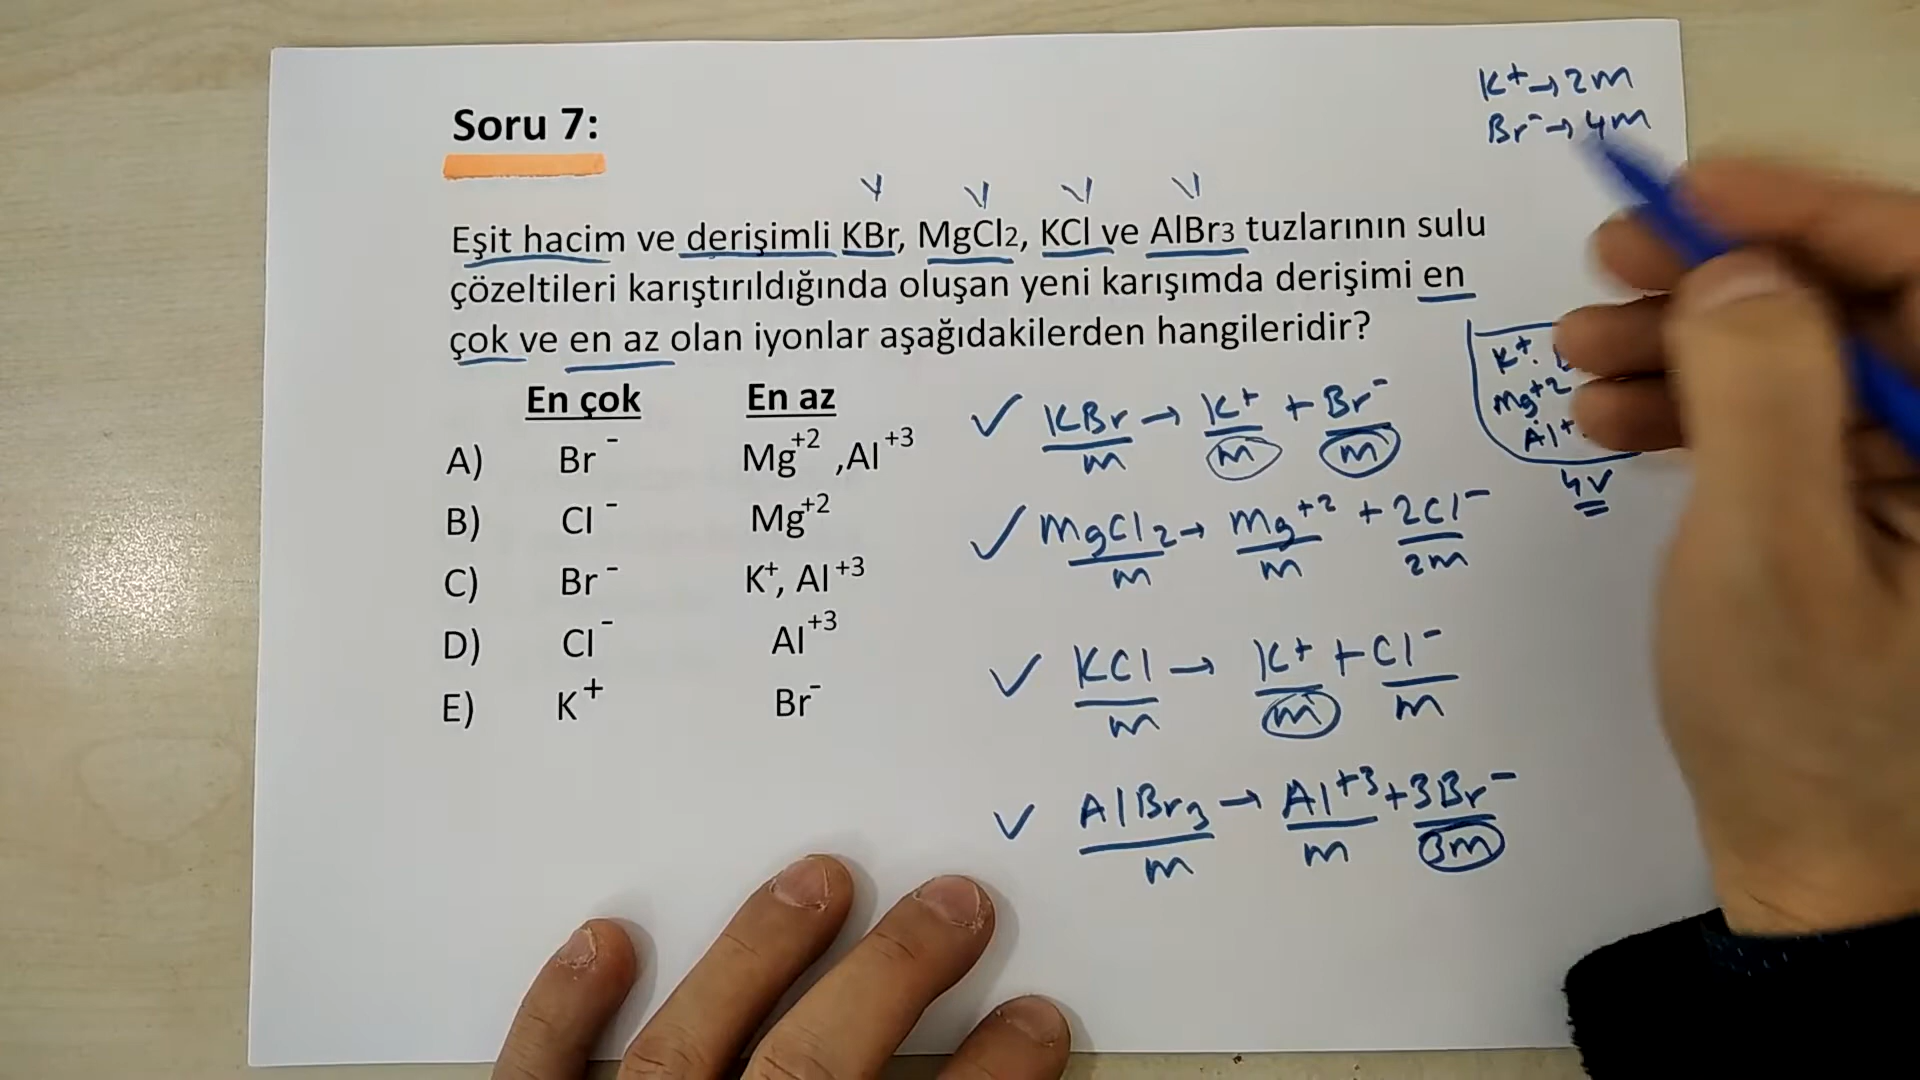 K⁺→2m
Br⁻→4m
Soru 7:
V V V V
Eşit hacim ve derişimli KBr, MgCl₂, KCl ve AlBr₃ tuzlarının sulu
çözeltileri karıştırıldığında oluşan yeni karışımda derişimi en
çok ve en az olan iyonlar aşağıdakilerden hangileridir?
En çok En az
A) Br⁻ Mg⁺² ,Al⁺³
B) Cl⁻ Mg⁺²
C) Br⁻ K⁺, Al⁺³
D) Cl⁻ Al⁺³
E) K⁺ Br⁻
✓ KBr → K⁺ + Br⁻
m m m
✓ MgCl₂ → Mg⁺² + 2Cl⁻
m m 2m
✓ KCl → K⁺ + Cl⁻
m m m
✓ AlBr₃ → Al⁺³ + 3Br⁻
m m 3m
K⁺
Mg⁺²
Al⁺
4V